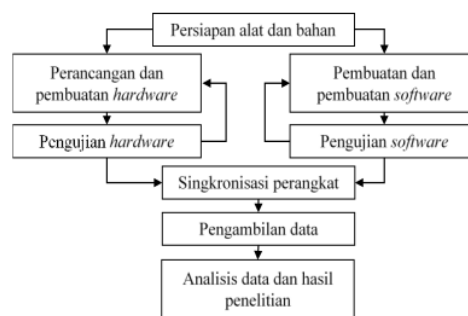 Persiapan alat dan bahan
Perancangan dan
pembuatan hardware
Pembuatan dan
pembuatan software
Pengujian hardware
Pengujian software
Singkronisasi perangkat
Pengambilan data
Analisis data dan hasil
penelitian